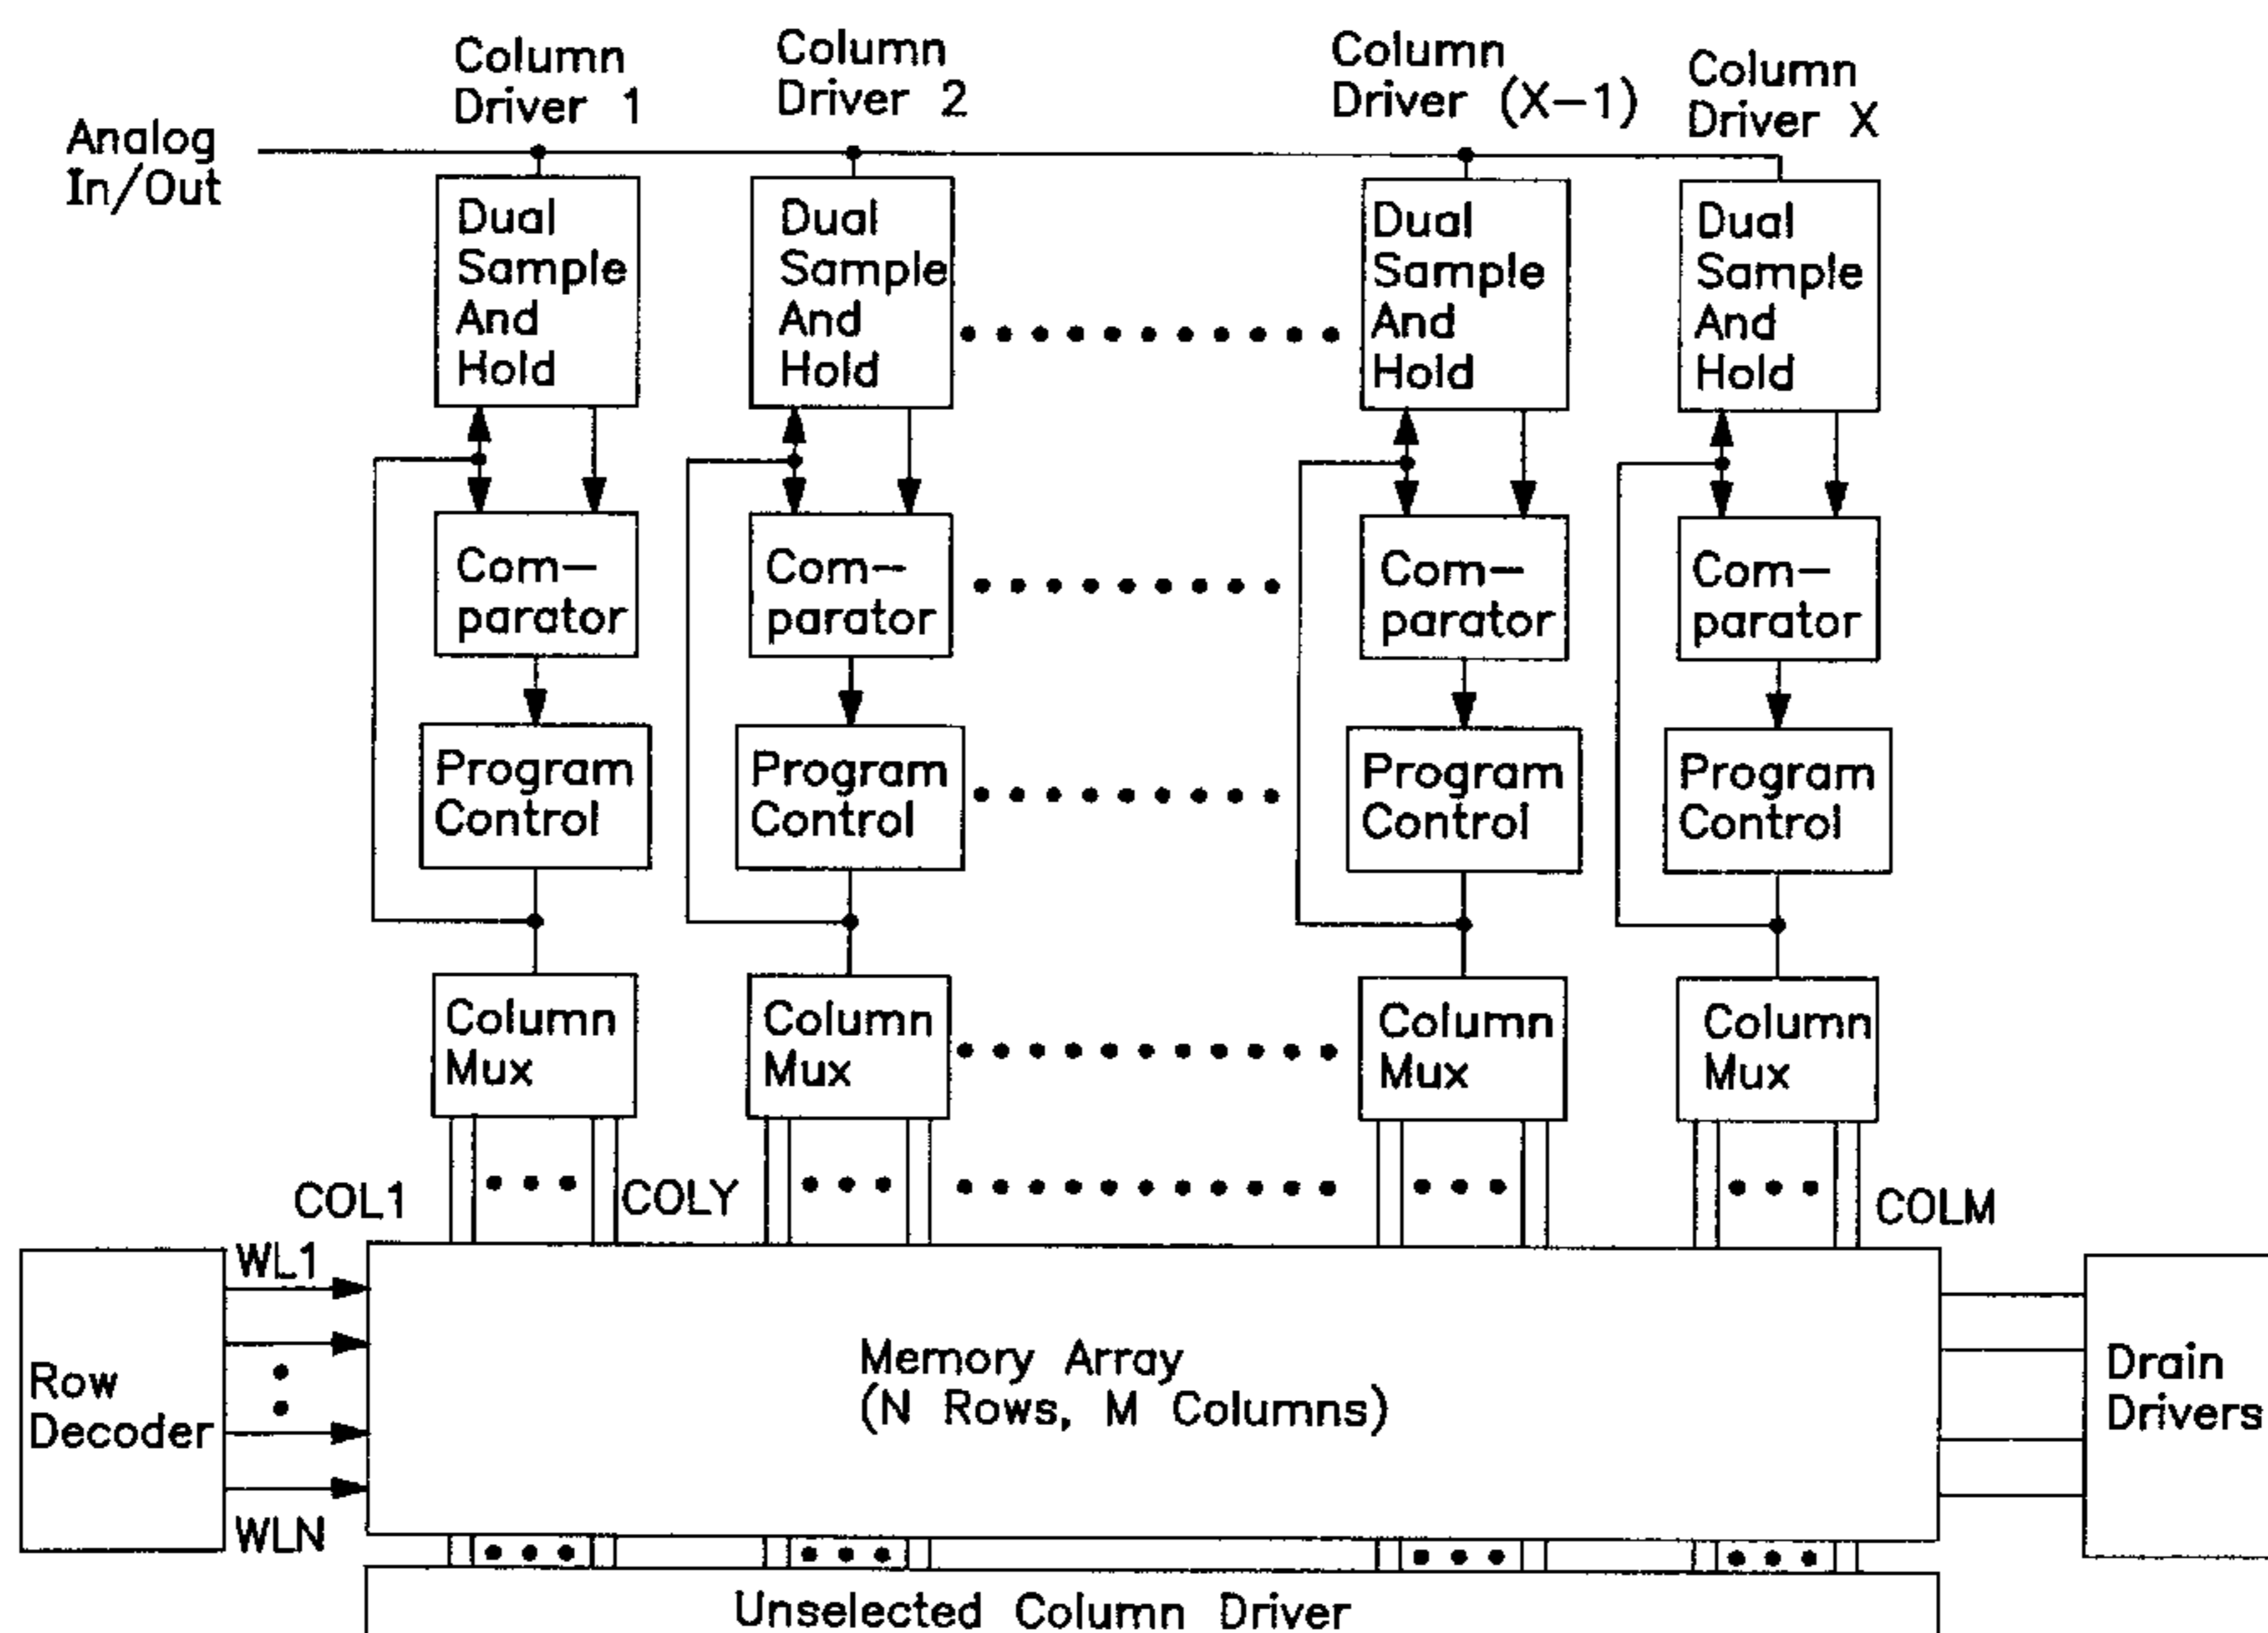 Column
Driver 1
Column
Driver 2
Column
Driver (X-1)
Column
Driver X
Analog
In/Out
Dual
Sample
And
Hold
Dual
Sample
And
Hold
Dual
Sample
And
Hold
Dual
Sample
And
Hold
Com-
parator
Com-
parator
Com-
parator
Com-
parator
Program
Control
Program
Control
Program
Control
Program
Control
Column
Mux
Column
Mux
Column
Mux
Column
Mux
COL1
COLY
COLM
WL1
Row
Decoder
WLN
Memory Array
(N Rows, M Columns)
Drain
Drivers
Unselected Column Driver